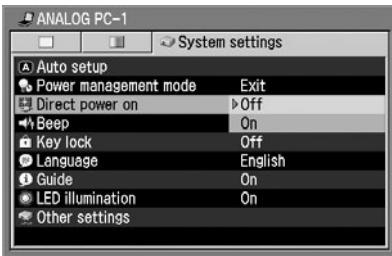 ANALOG PC-1
System settings
A Auto setup
Power management mode Exit
Direct power on Off
Beep On
Key lock Off
Language English
Guide On
LED illumination On
Other settings